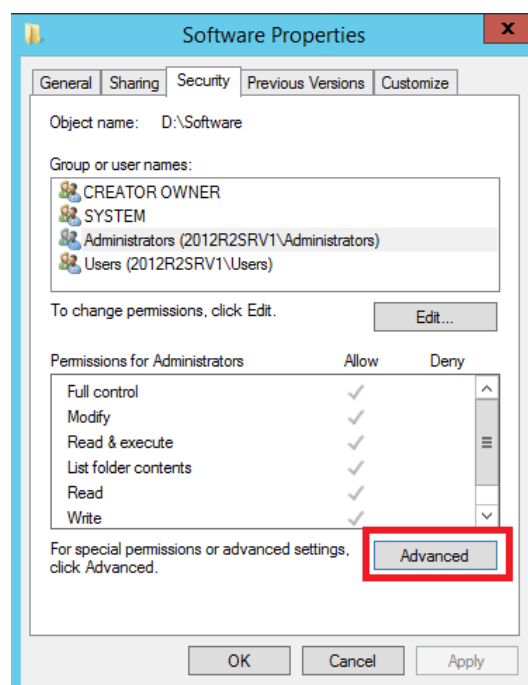 Software Properties
x
General Sharing Security Previous Versions Customize
Object name: D:\Software
Group or user names:
CREATOR OWNER
SYSTEM
Administrators (2012R2SRV1\Administrators)
Users (2012R2SRV1\Users)
To change permissions, click Edit.
Edit...
Permissions for Administrators Allow Deny
Full control
Modify
Read & execute
List folder contents
Read
Write
For special permissions or advanced settings,
click Advanced.
Advanced
OK Cancel Apply